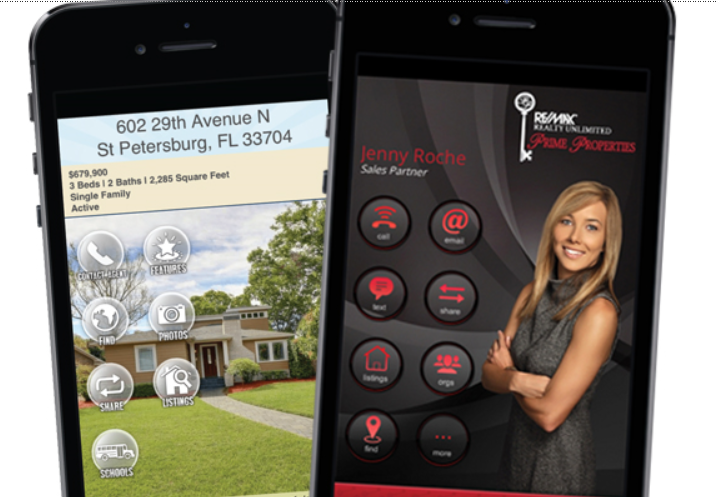 602 29th Avenue N
St Petersburg, FL 33704
$679,900
3 Beds | 2 Baths | 2,285 Square Feet
Single Family
Active
CONTACT AGENT
FEATURES
FIND
PHOTOS
SHARE
LISTINGS
SCHOOLS
RE/MAX
REALTY UNLIMITED
PRIME PROPERTIES
Jenny Roche
Sales Partner
call
@
email
text
share
listings
orgs
find
more